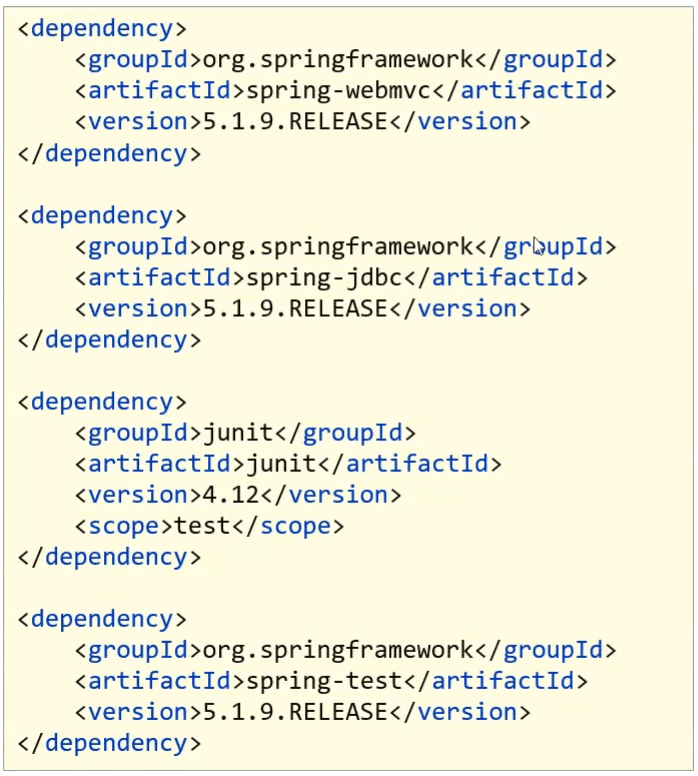 <dependency>
    <groupId>org.springframework</groupId>
    <artifactId>spring-webmvc</artifactId>
    <version>5.1.9.RELEASE</version>
</dependency>

<dependency>
    <groupId>org.springframework</groupId>
    <artifactId>spring-jdbc</artifactId>
    <version>5.1.9.RELEASE</version>
</dependency>

<dependency>
    <groupId>junit</groupId>
    <artifactId>junit</artifactId>
    <version>4.12</version>
    <scope>test</scope>
</dependency>

<dependency>
    <groupId>org.springframework</groupId>
    <artifactId>spring-test</artifactId>
    <version>5.1.9.RELEASE</version>
</dependency>